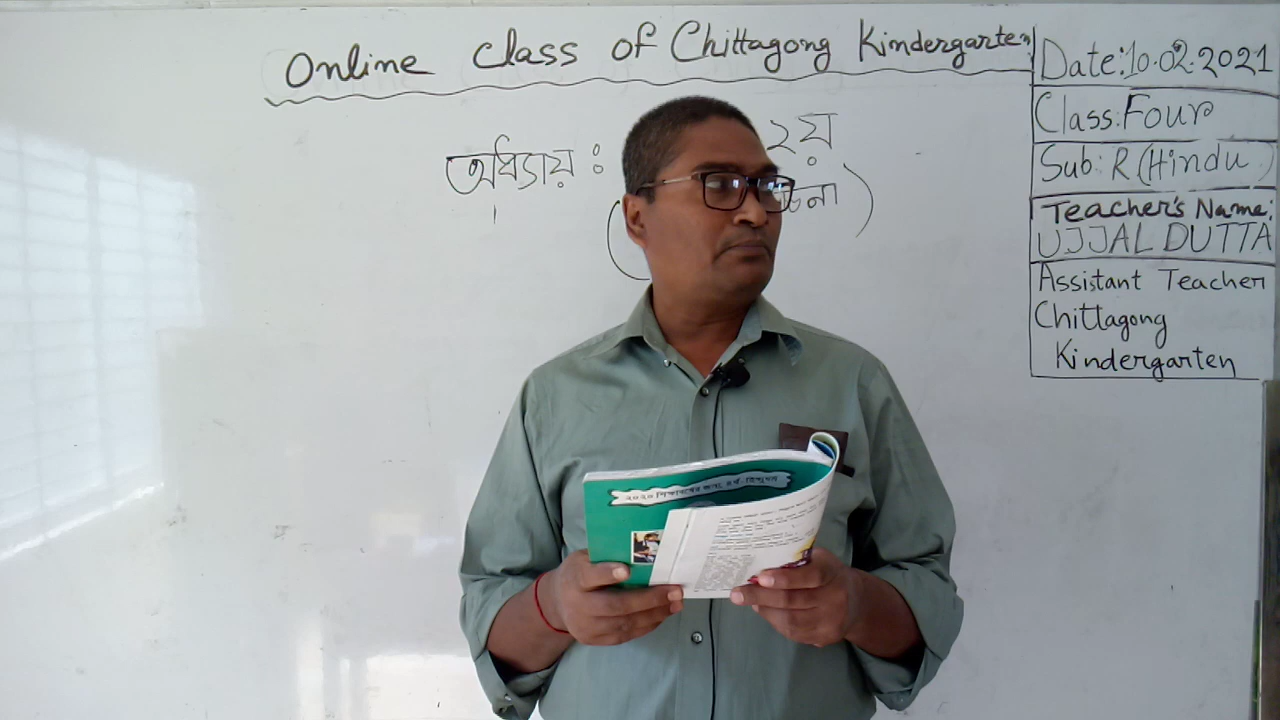 Online Class of Chittagong Kindergarten
অধ্যায় ঃ ২য়
Date:10.02.2021
Class: Four
Sub: R (Hindu)
Teacher's Name:
UJJAL DUTTA
Assistant Teacher
Chittagong
Kindergarten